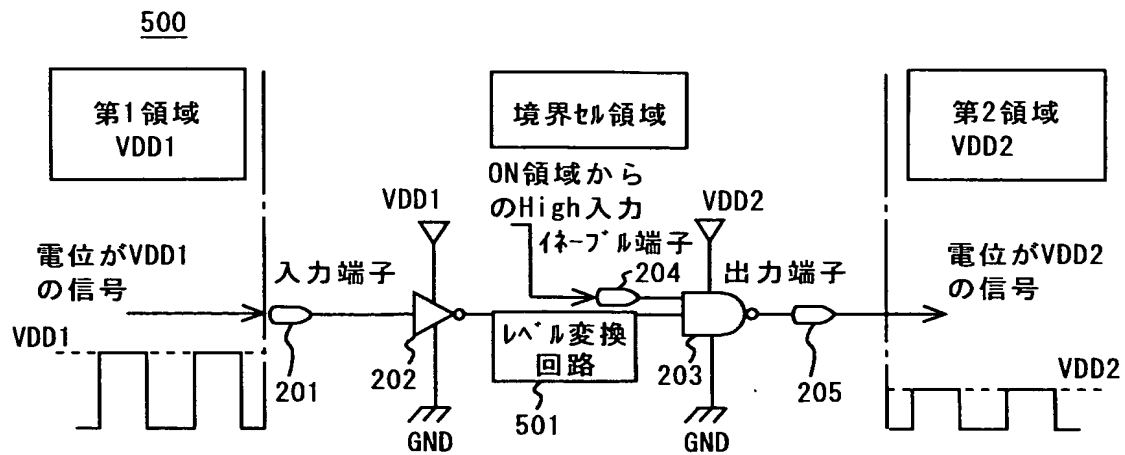 500
第1領域
VDD1
境界ｾﾙ領域
第2領域
VDD2
ON領域から
のHigh入力
ｲﾈｰﾌﾞﾙ端子
VDD1
VDD2
電位がVDD1
の信号
入力端子
204
出力端子
電位がVDD2
の信号
VDD1
201
202
ﾚﾍﾞﾙ変換
回路
203
205
VDD2
GND
501
GND